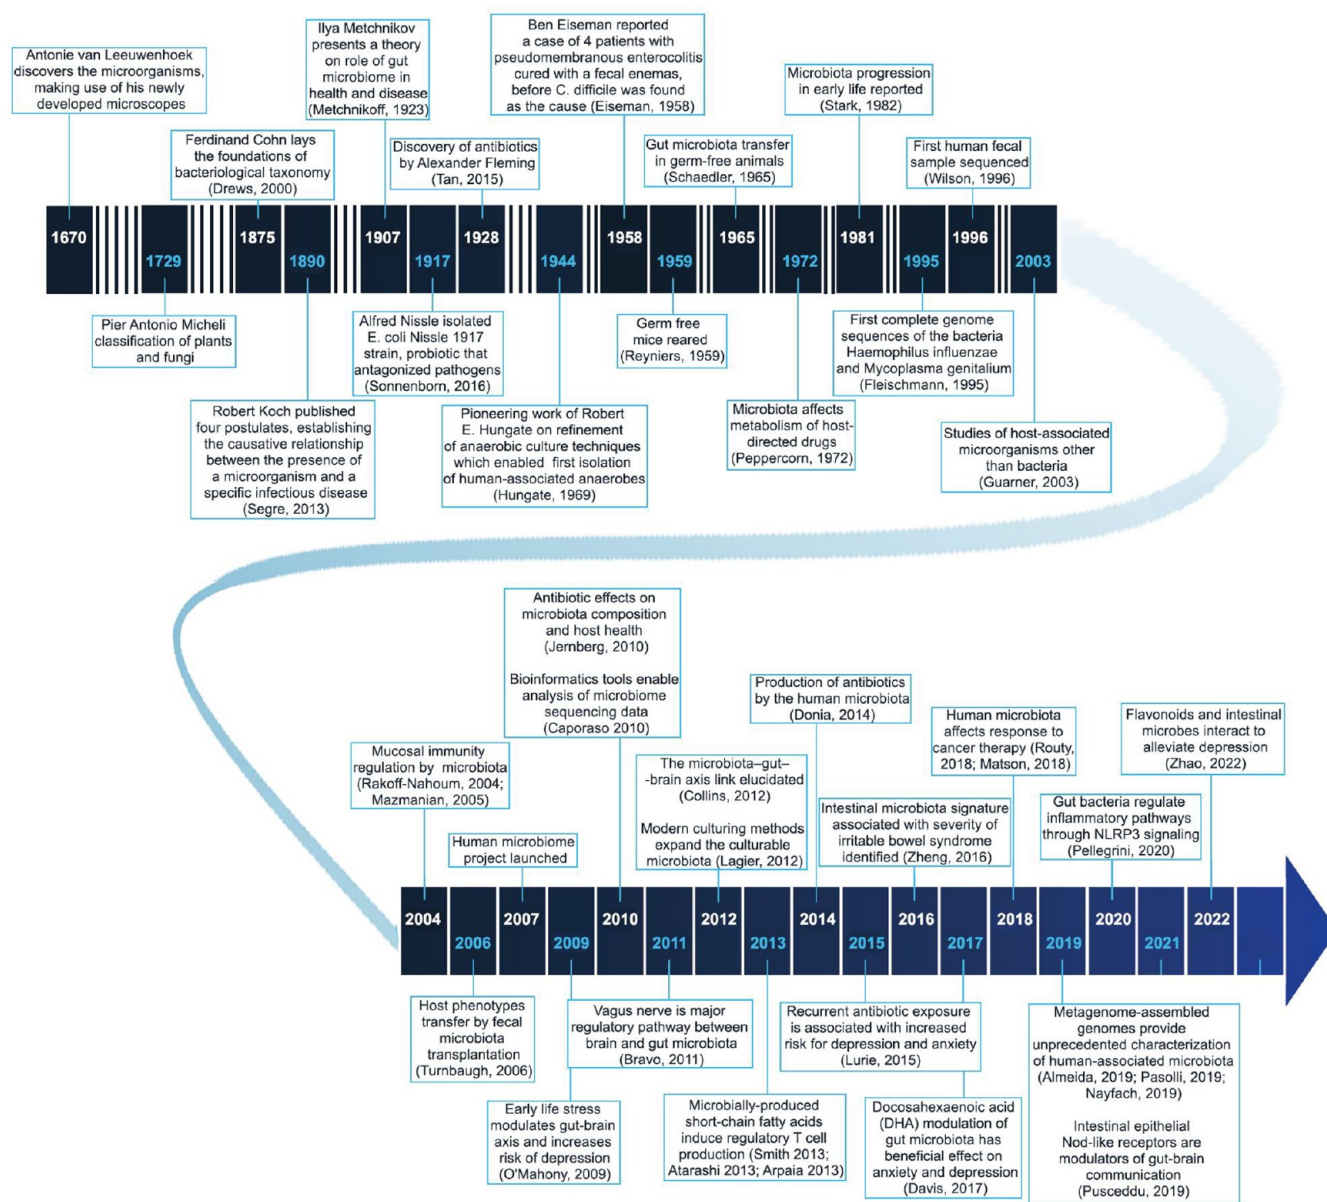 Antonie van Leeuwenhoek
discovers the microorganisms,
making use of his newly
developed microscopes
Ferdinand Cohn lays
the foundations of
bacteriological taxonomy
(Drews, 2000)
Ilya Metchnikov
presents a theory
on role of gut
microbiome in
health and disease
(Metchnikoff, 1923)
Discovery of antibiotics
by Alexander Fleming
(Tan, 2015)
Ben Eiseman reported
a case of 4 patients with
pseudomembranous enterocolitis
cured with a fecal enemas,
before C. difficile was found
as the cause (Eiseman, 1958)
Gut microbiota transfer
in germ-free animals
(Schaedler, 1965)
Microbiota progression
in early life reported
(Stark, 1982)
First human fecal
sample sequenced
(Wilson, 1996)
1670
1729
1875
1890
1907
1917
1928
1944
1958
1959
1965
1972
1981
1995
1996
2003
Pier Antonio Micheli
classification of plants
and fungi
Robert Koch published
four postulates, establishing
the causative relationship
between the presence of
a microorganism and a
specific infectious disease
(Segre, 2013)
Alfred Nissle isolated
E. coli Nissle 1917
strain, probiotic that
antagonized pathogens
(Sonnenborn, 2016)
Pioneering work of Robert
E. Hungate on refinement
of anaerobic culture techniques
which enabled first isolation
of human-associated anaerobes
(Hungate, 1969)
Germ free
mice reared
(Reyniers, 1959)
Microbiota affects
metabolism of host-
directed drugs
(Peppercorn, 1972)
First complete genome
sequences of the bacteria
Haemophilus influenzae
and Mycoplasma genitalium
(Fleischmann, 1995)
Studies of host-associated
microorganisms other
than bacteria
(Guarner, 2003)
Mucosal immunity
regulation by microbiota
(Rakoff-Nahoum, 2004;
Mazmanian, 2005)
Human microbiome
project launched
Antibiotic effects on
microbiota composition
and host health
(Jernberg, 2010)
Bioinformatics tools enable
analysis of microbiome
sequencing data
(Caporaso 2010)
The microbiota–gut–
-brain axis link elucidated
(Collins, 2012)
Modern culturing methods
expand the culturable
microbiota (Lagier, 2012)
Production of antibiotics
by the human microbiota
(Donia, 2014)
Intestinal microbiota signature
associated with severity of
irritable bowel syndrome
identified (Zheng, 2016)
Human microbiota
affects response to
cancer therapy (Routy,
2018; Matson, 2018)
Gut bacteria regulate
inflammatory pathways
through NLRP3 signaling
(Pellegrini, 2020)
Flavonoids and intestinal
microbes interact to
alleviate depression
(Zhao, 2022)
2004
2006
2007
2009
2010
2011
2012
2013
2014
2015
2016
2017
2018
2019
2020
2021
2022
Host phenotypes
transfer by fecal
microbiota
transplantation
(Turnbaugh, 2006)
Early life stress
modulates gut-brain
axis and increases
risk of depression
(O'Mahony, 2009)
Vagus nerve is major
regulatory pathway between
brain and gut microbiota
(Bravo, 2011)
Microbially-produced
short-chain fatty acids
induce regulatory T cell
production (Smith 2013;
Atarashi 2013; Arpaia 2013)
Recurrent antibiotic exposure
is associated with increased
risk for depression and anxiety
(Lurie, 2015)
Docosahexaenoic acid
(DHA) modulation of
gut microbiota has
beneficial effect on
anxiety and depression
(Davis, 2017)
Metagenome-assembled
genomes provide
unprecedented characterization
of human-associated microbiota
(Almeida, 2019; Pasolli, 2019;
Nayfach, 2019)
Intestinal epithelial
Nod-like receptors are
modulators of gut-brain
communication
(Pusceddu, 2019)